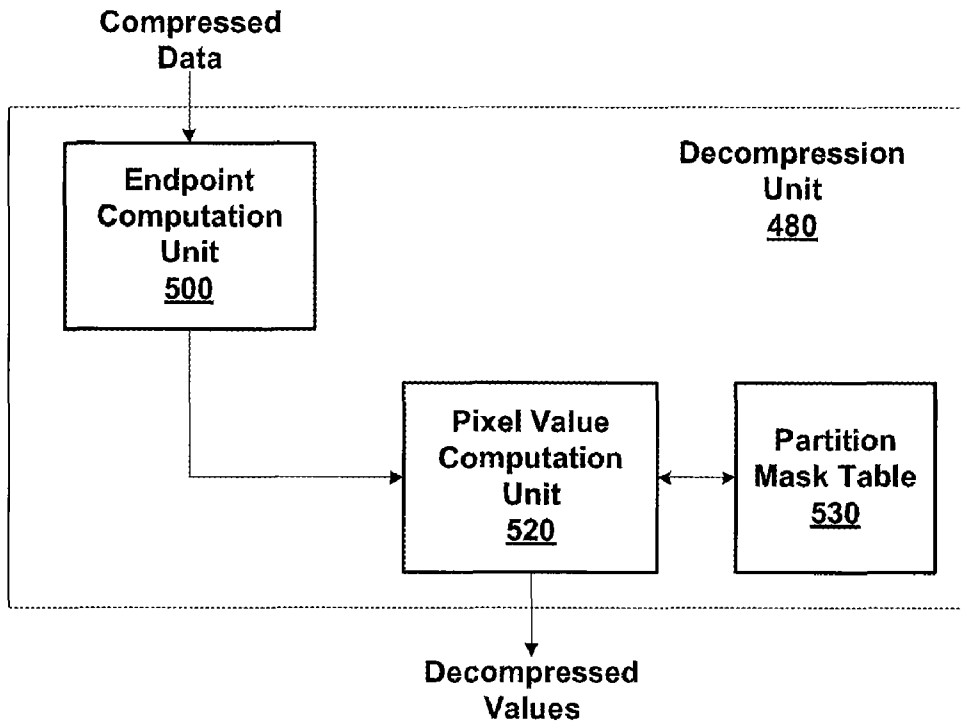 Compressed
Data
Endpoint
Computation
Unit
500
Decompression
Unit
480
Pixel Value
Computation
Unit
520
Partition
Mask Table
530
Decompressed
Values